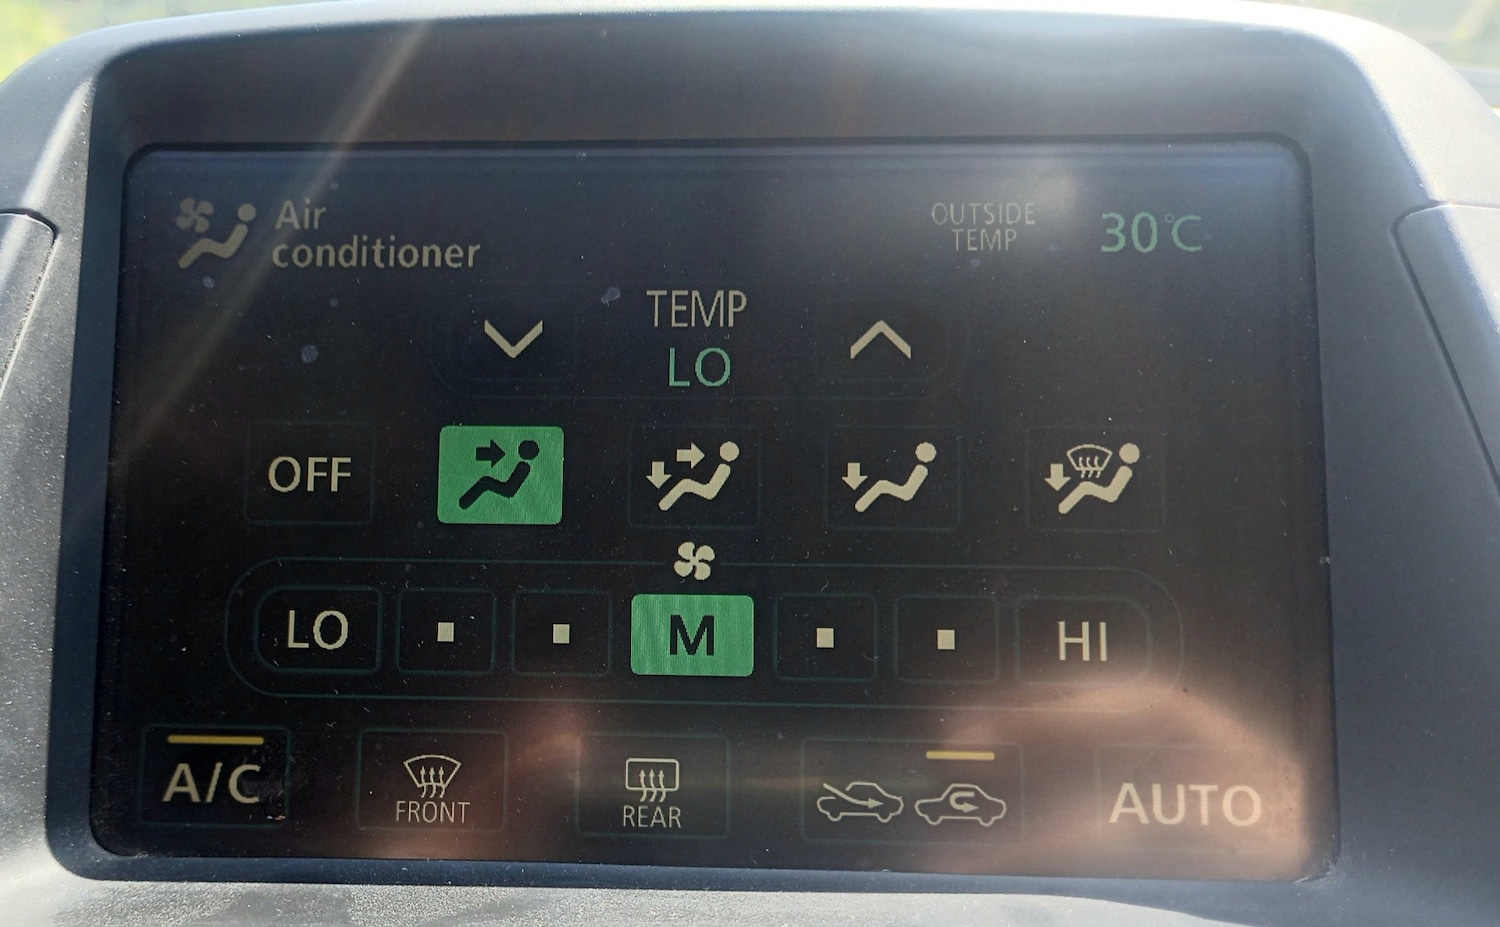 Air
conditioner
OUTSIDE
TEMP
30°C
TEMP
LO
OFF
LO
M
HI
A/C
FRONT
REAR
AUTO